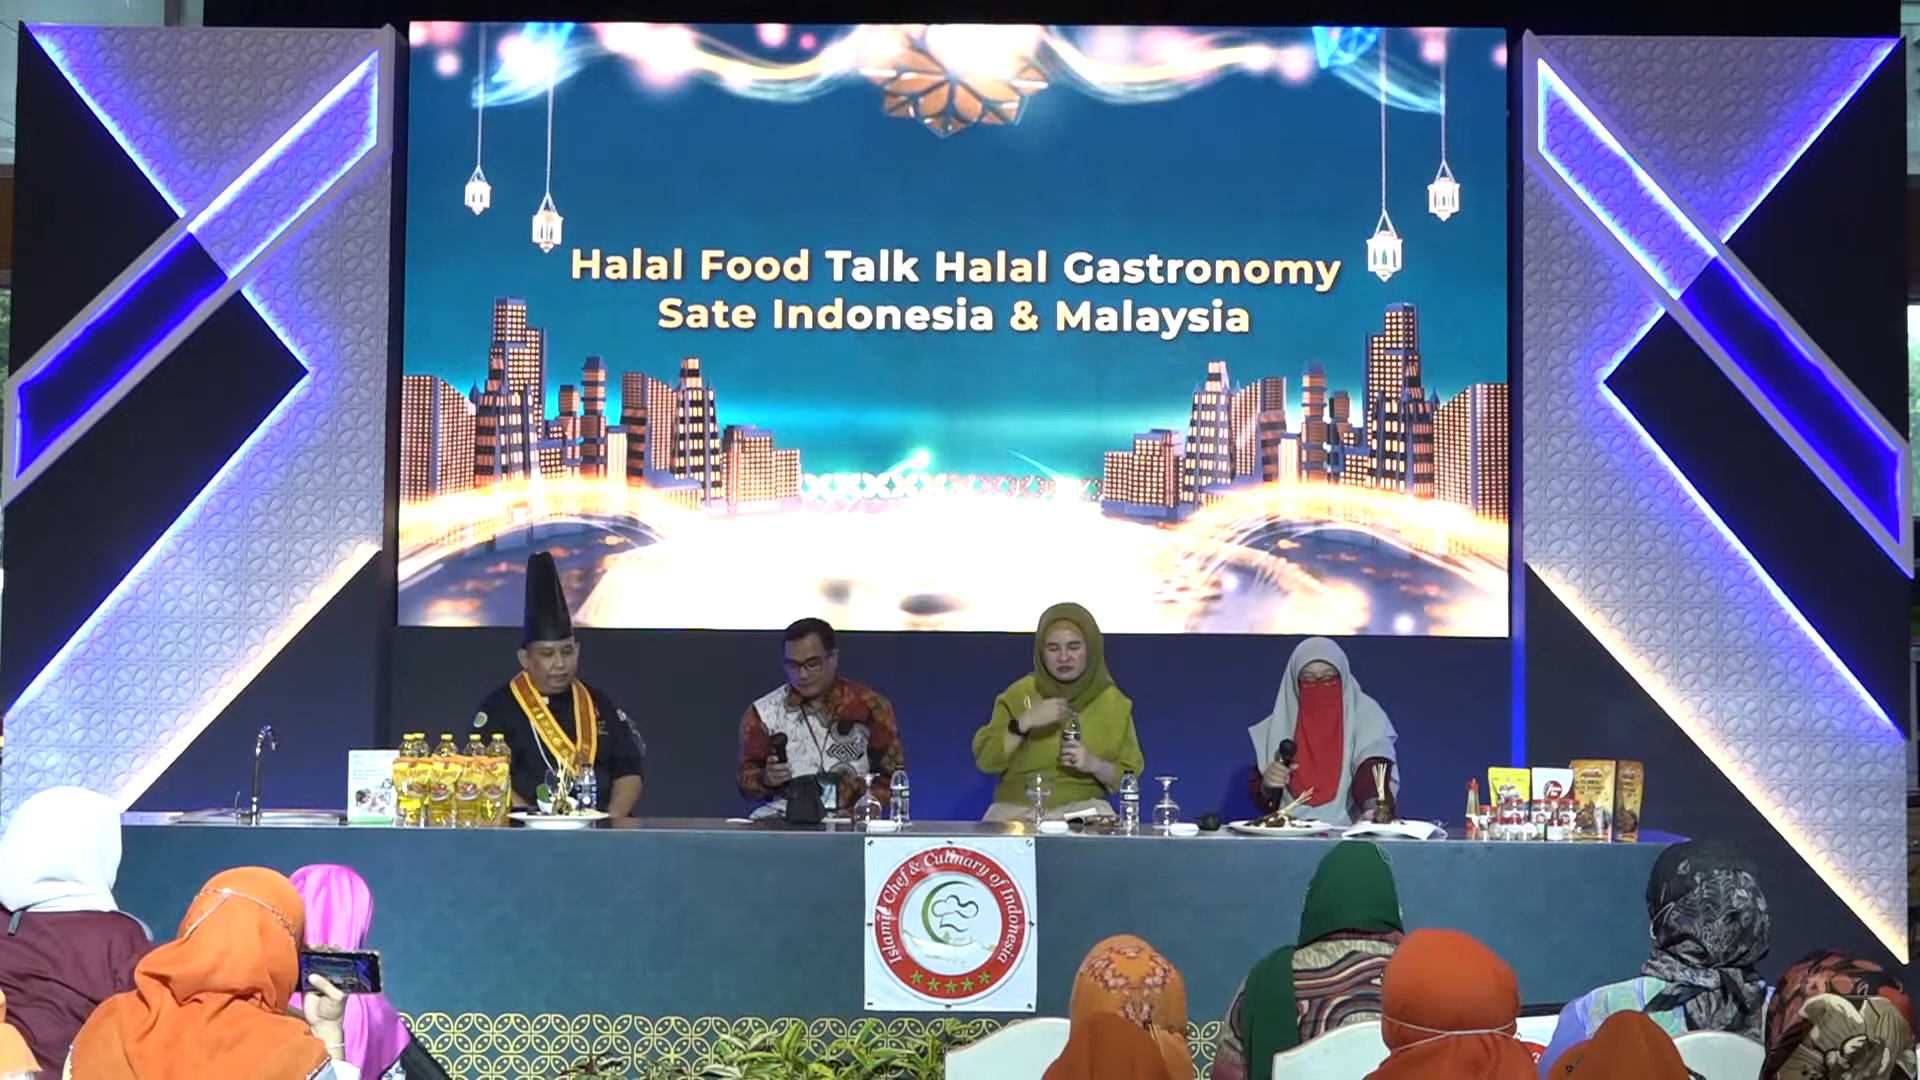 Halal Food Talk Halal Gastronomy
Sate Indonesia & Malaysia
Islamic Chef & Culinary of Indonesia